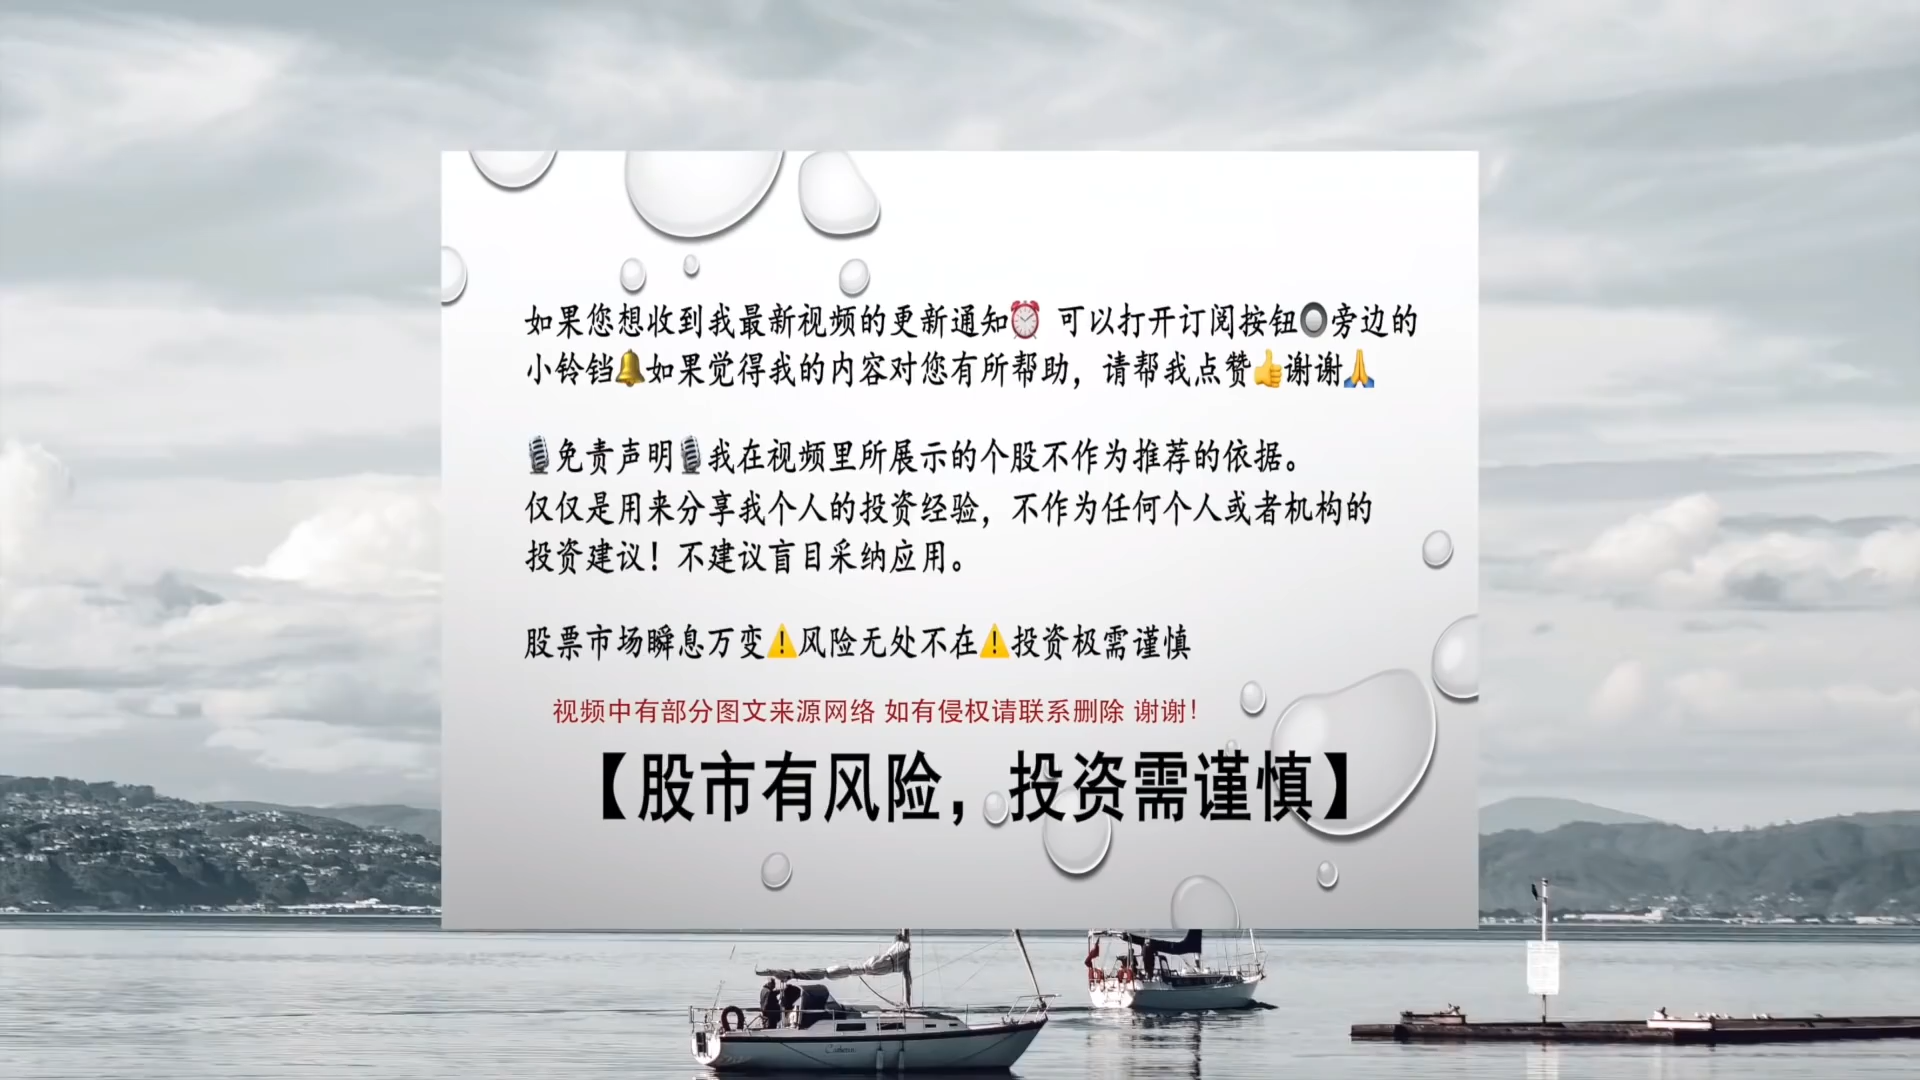 如果您想收到我最新视频的更新通知⏰ 可以打开订阅按钮🔘旁边的
小铃铛🔔如果觉得我的内容对您有所帮助，请帮我点赞👍谢谢🙏
🎙️免责声明🎙️我在视频里所展示的个股不作为推荐的依据。
仅仅是用来分享我个人的投资经验，不作为任何个人或者机构的
投资建议！不建议盲目采纳应用。
股票市场瞬息万变⚠️风险无处不在⚠️投资极需谨慎
视频中有部分图文来源网络 如有侵权请联系删除 谢谢！
【股市有风险，投资需谨慎】